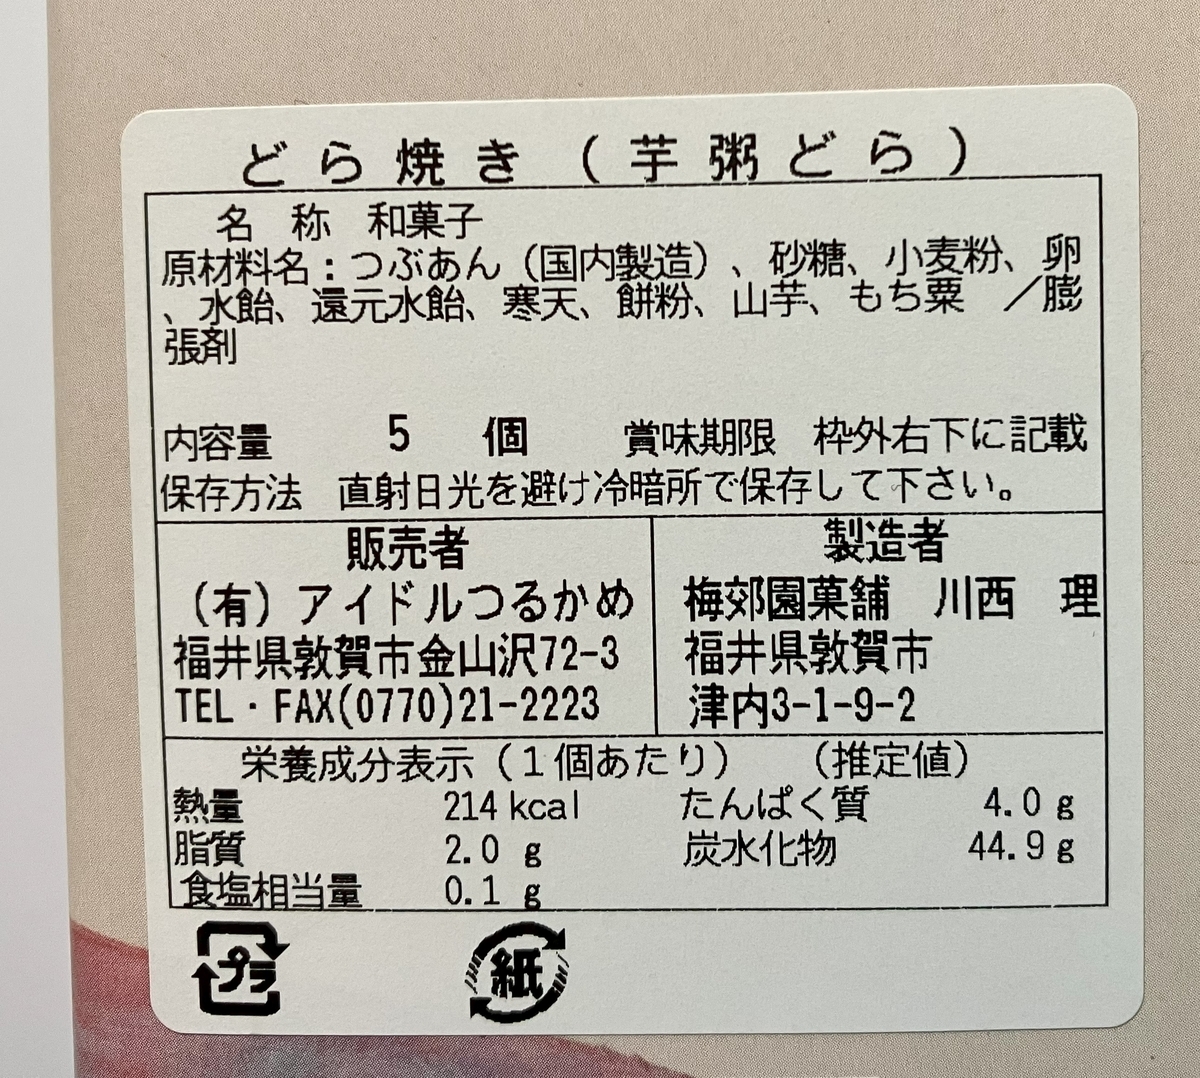 どら焼き(芋粥どら)
名 称 和菓子
原材料名:つぶあん(国内製造)、砂糖、小麦粉、卵
、水飴、還元水飴、寒天、餅粉、山芋、もち粟 /膨
張剤
内容量 5 個 賞味期限 枠外右下に記載
保存方法 直射日光を避け冷暗所で保存して下さい。
販売者
(有)アイドルつるかめ
福井県敦賀市金山沢72-3
TEL・FAX(0770)21-2223
製造者
梅郊園菓舗 川西 理
福井県敦賀市
津内3-1-9-2
栄養成分表示(1個あたり) (推定値)
熱量 214kcal たんぱく質 4.0g
脂質 2.0g 炭水化物 44.9g
食塩相当量 0.1g
プラ 紙